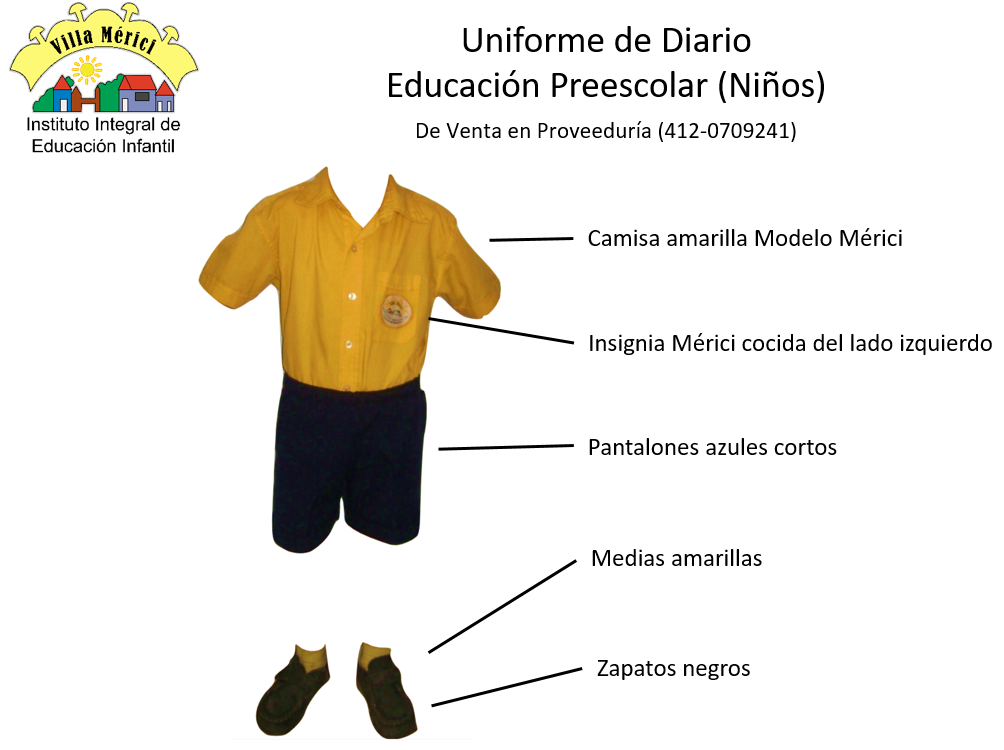 Villa Mérici
Instituto Integral de
Educación Infantil
Uniforme de Diario
Educación Preescolar (Niños)
De Venta en Proveeduría (412-0709241)
Camisa amarilla Modelo Mérici
Insignia Mérici cocida del lado izquierdo
Pantalones azules cortos
Medias amarillas
Zapatos negros